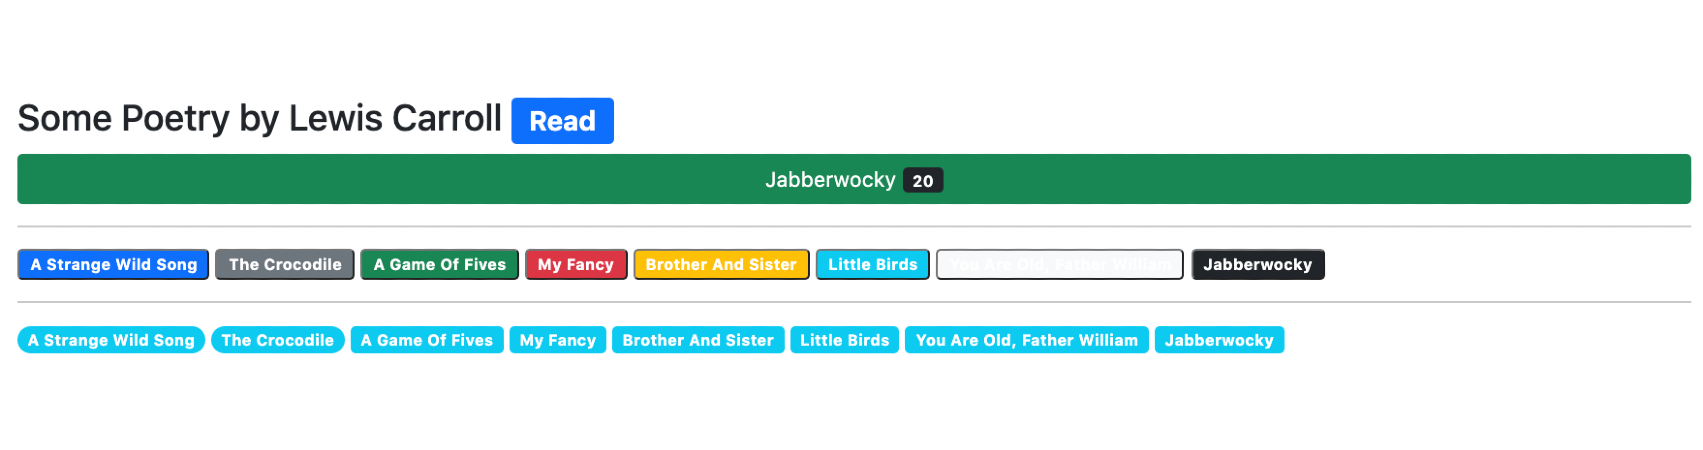 Some Poetry by Lewis Carroll Read
Jabberwocky 20
A Strange Wild Song The Crocodile A Game Of Fives My Fancy Brother And Sister Little Birds You Are Old, Father William Jabberwocky
A Strange Wild Song The Crocodile A Game Of Fives My Fancy Brother And Sister Little Birds You Are Old, Father William Jabberwocky